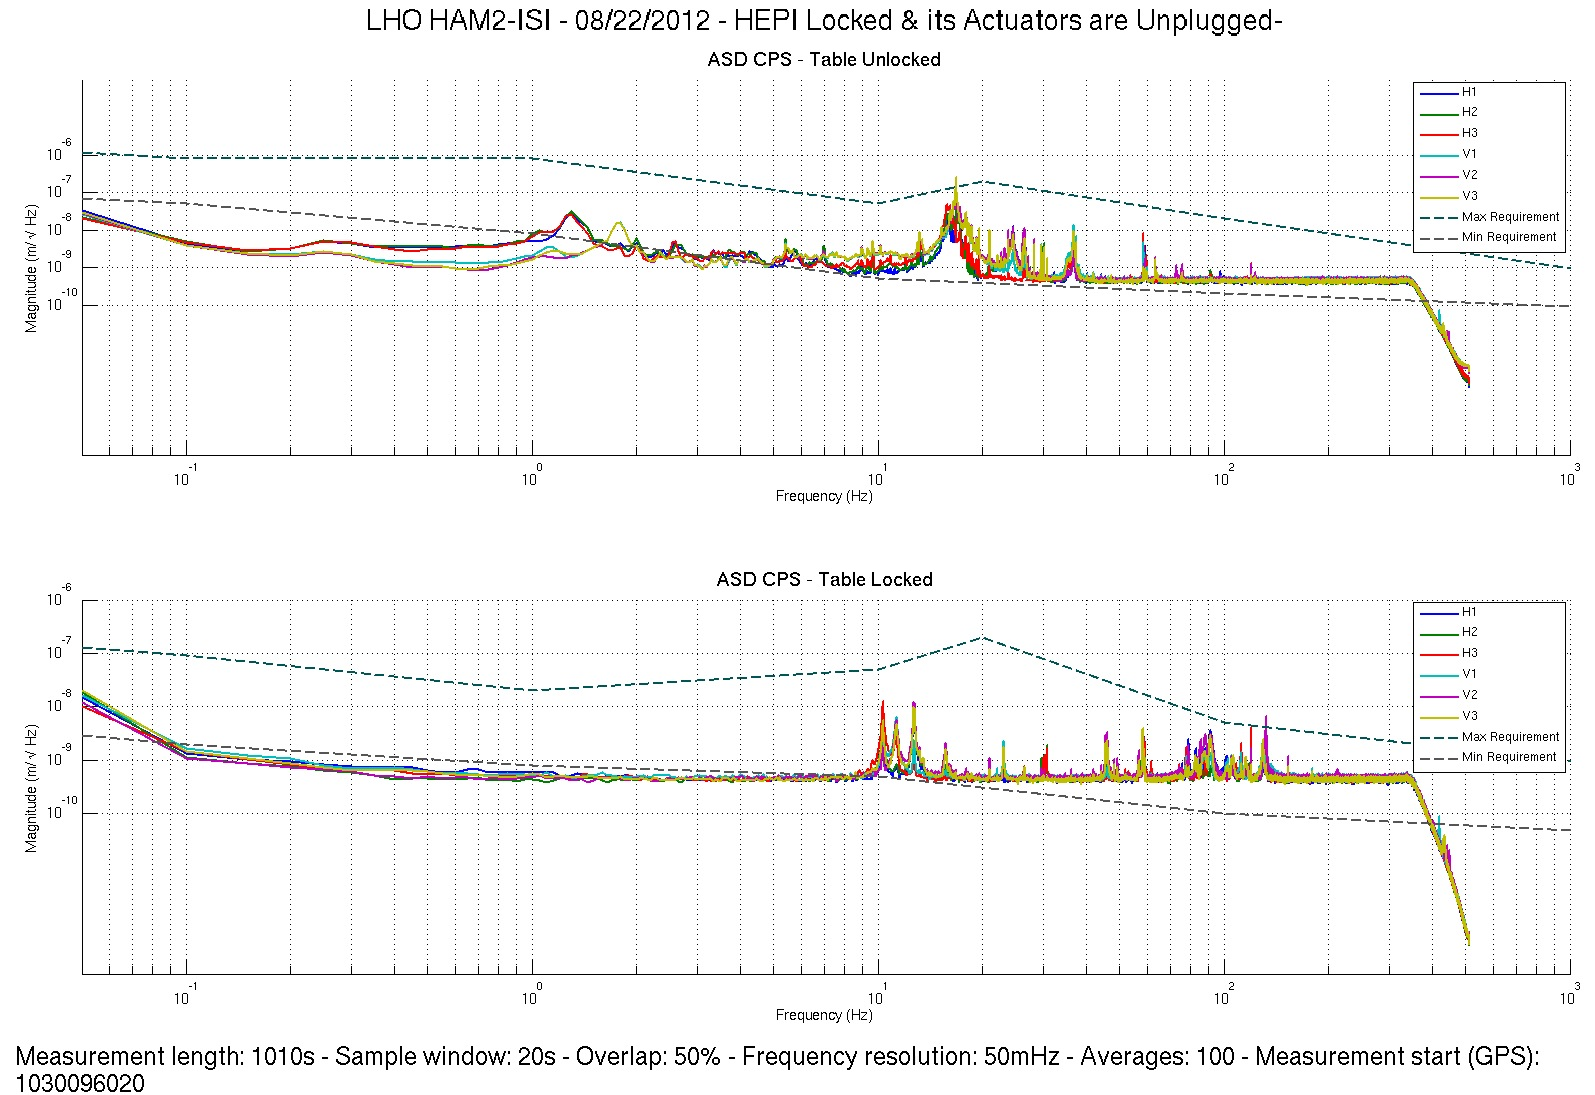 LHO HAM2-ISI - 08/22/2012 - HEPI Locked & its Actuators are Unplugged-
ASD CPS - Table Unlocked
Magnitude (m/√ Hz)
10^-6
10^-7
10^-8
10^-9
10^-10
H1
H2
H3
V1
V2
V3
Max Requirement
Min Requirement
10^-1 10^0 10^1 10^2 10^3
Frequency (Hz)
ASD CPS - Table Locked
Magnitude (m/√ Hz)
10^-6
10^-7
10^-8
10^-9
10^-10
H1
H2
H3
V1
V2
V3
Max Requirement
Min Requirement
10^-1 10^0 10^1 10^2 10^3
Frequency (Hz)
Measurement length: 1010s - Sample window: 20s - Overlap: 50% - Frequency resolution: 50mHz - Averages: 100 - Measurement start (GPS):
1030096020